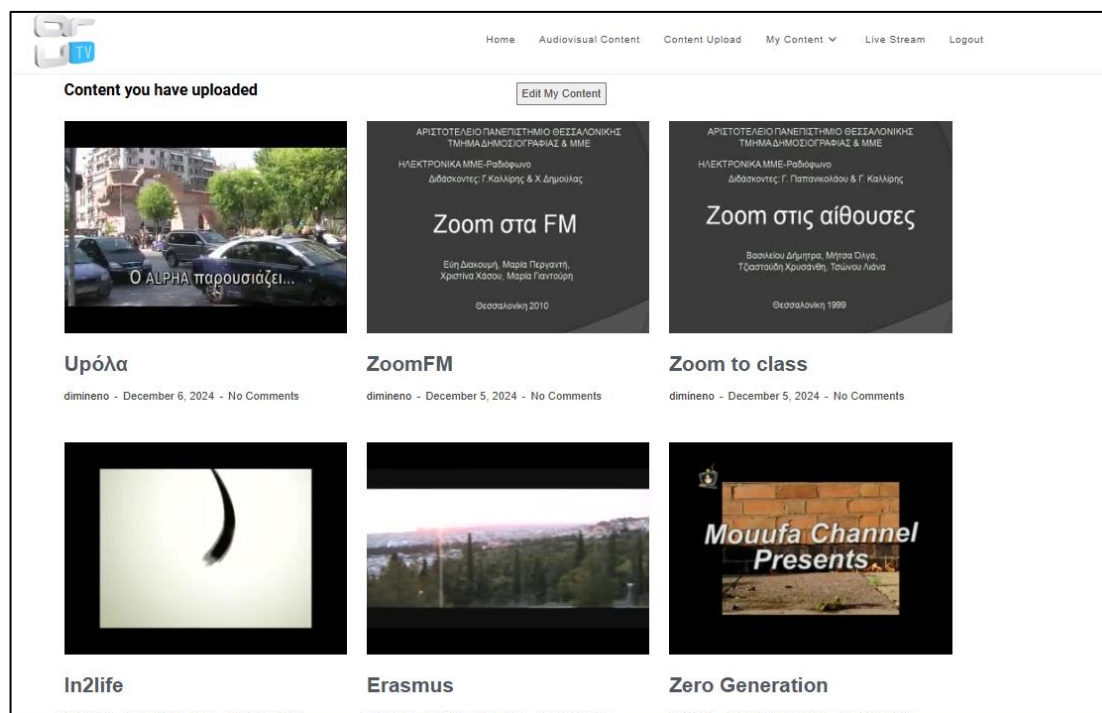 TV
Home Audiovisual Content Content Upload My Content Live Stream Logout
Content you have uploaded
Edit My Content
Ο ALPHA παρουσιάζει...
ΑΡΙΣΤΟΤΕΛΕΙΟ ΠΑΝΕΠΙΣΤΗΜΙΟ ΘΕΣΣΑΛΟΝΙΚΗΣ
ΤΜΗΜΑ ΔΗΜΟΣΙΟΓΡΑΦΙΑΣ & ΜΜΕ
ΗΛΕΚΤΡΟΝΙΚΑ ΜΜΕ-Ραδιόφωνο
Διδάσκοντες: Γ.Καλλίρης & Χ.Δημούλας
Zoom στα FM
Εύη Διακουμή, Μαρία Περγαντή,
Χριστίνα Χάσου, Μαρία Γιαντούρη
Θεσσαλονίκη 2010
ΑΡΙΣΤΟΤΕΛΕΙΟ ΠΑΝΕΠΙΣΤΗΜΙΟ ΘΕΣΣΑΛΟΝΙΚΗΣ
ΤΜΗΜΑ ΔΗΜΟΣΙΟΓΡΑΦΙΑΣ & ΜΜΕ
ΗΛΕΚΤΡΟΝΙΚΑ ΜΜΕ-Ραδιόφωνο
Διδάσκοντες: Γ. Παπανικολάου & Γ. Καλλίρης
Zoom στις αίθουσες
Βασιλείου Δήμητρα, Μήτσα Όλγα,
Τζιαστούδη Χρυσάνθη, Τσώνου Λιάνα
Θεσσαλονίκη 1999
Upόλα
dimineno - December 6, 2024 - No Comments
ZoomFM
dimineno - December 5, 2024 - No Comments
Zoom to class
dimineno - December 5, 2024 - No Comments
Mouufa Channel
Presents
In2life
Erasmus
Zero Generation